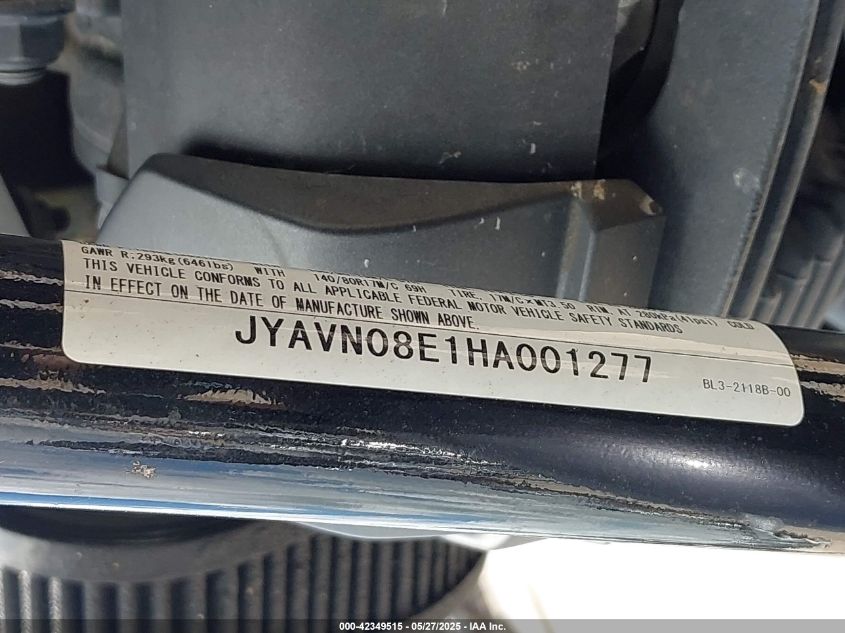 GAWR R:293kg(646lbs) WITH 140/80R17M/C 69H TIRE, 17M/C×MT3.50 RIM, AT 280kPa(41psi) COLD
THIS VEHICLE CONFORMS TO ALL APPLICABLE FEDERAL MOTOR VEHICLE SAFETY STANDARDS
IN EFFECT ON THE DATE OF MANUFACTURE SHOWN ABOVE.
JYAVN08E1HA001277
BL3-2118B-00
000-42349515 - 05/27/2025 - IAA Inc.